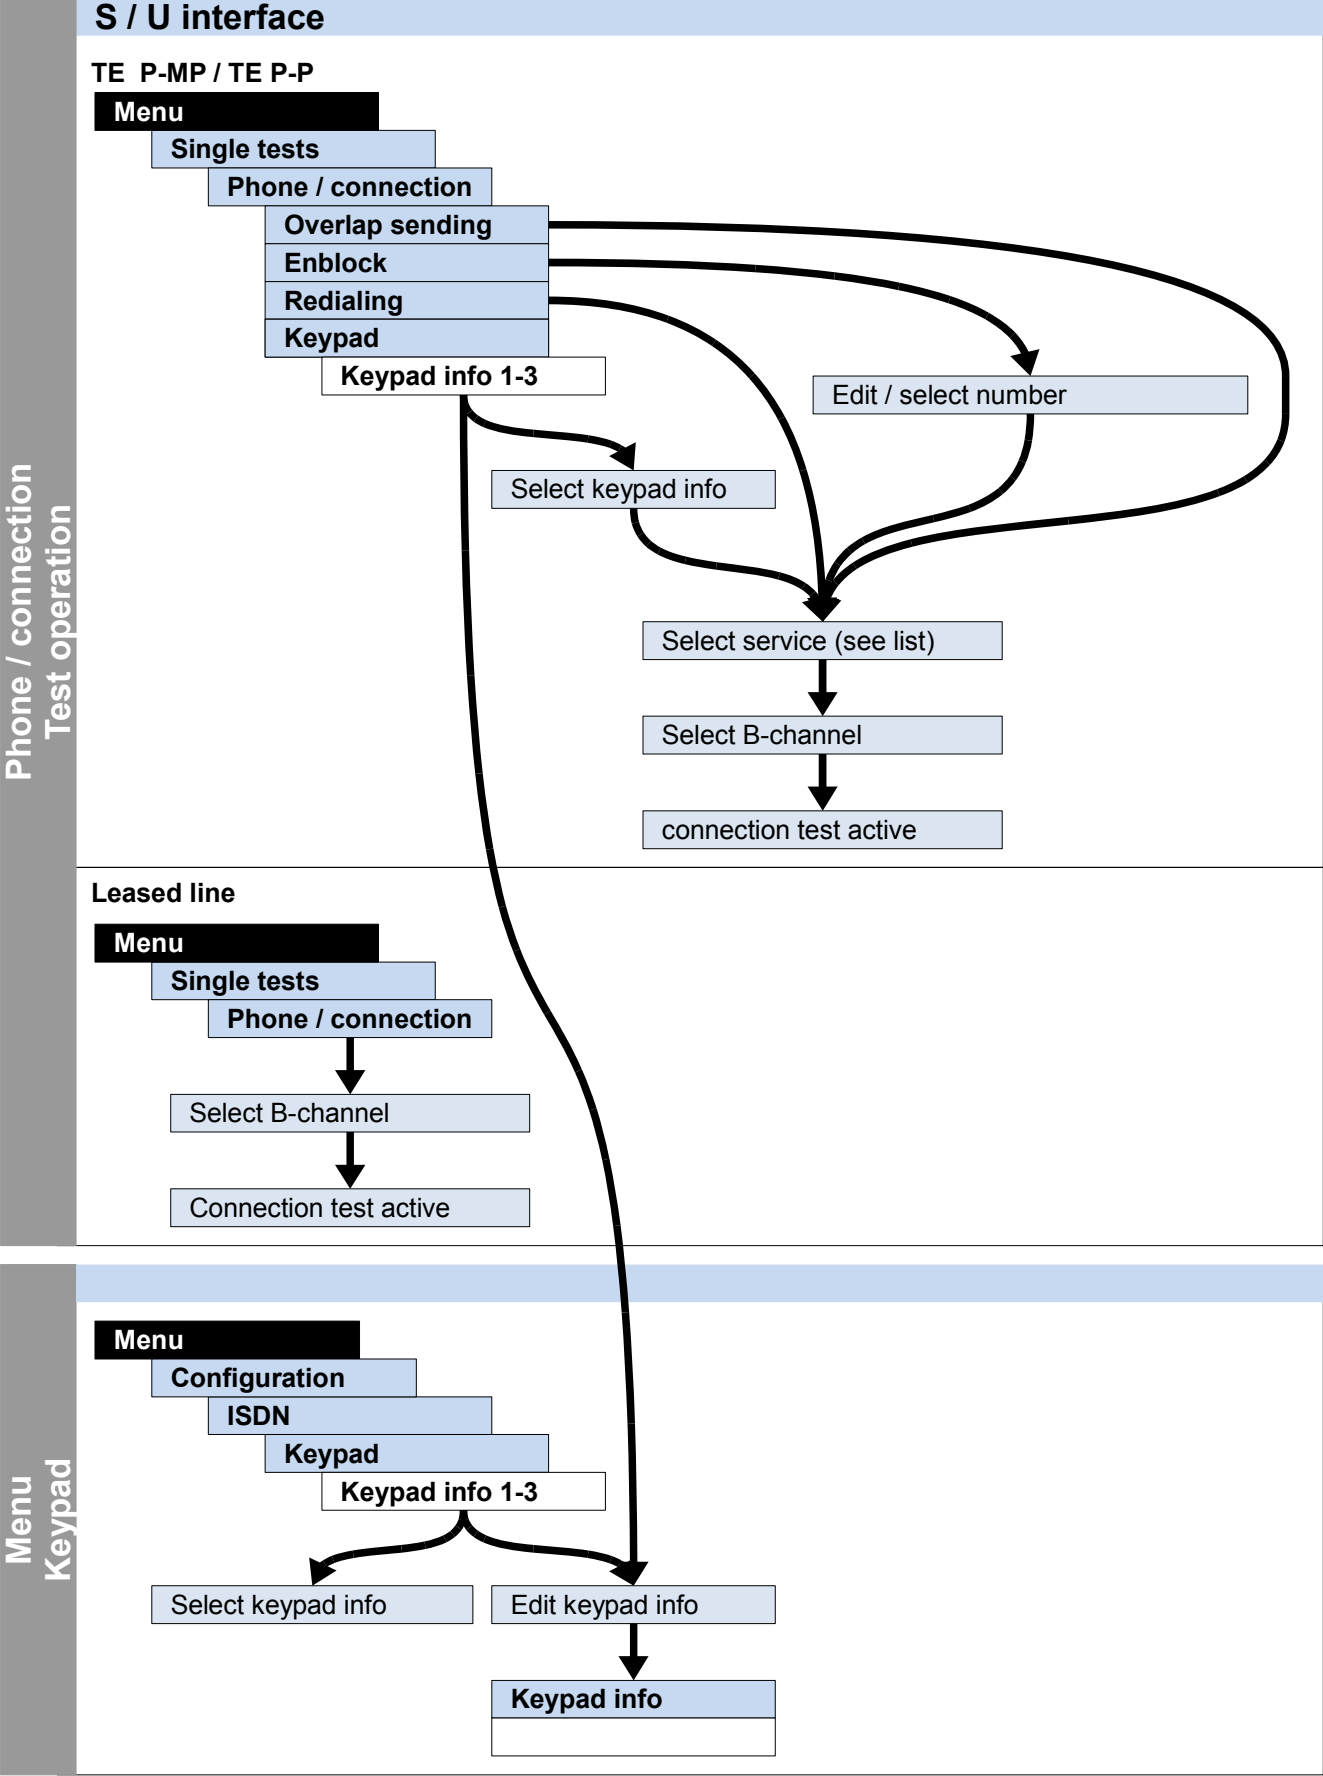 S / U interface
TE P-MP / TE P-P
Menu
Single tests
Phone / connection
Overlap sending
Enblock
Redialing
Keypad
Keypad info 1-3
Edit / select number
Select keypad info
Select service (see list)
Select B-channel
connection test active
Phone / connection
Test operation
Leased line
Menu
Single tests
Phone / connection
Select B-channel
Connection test active
Menu
Configuration
ISDN
Keypad
Keypad info 1-3
Select keypad info
Edit keypad info
Keypad info
Menu
Keypad